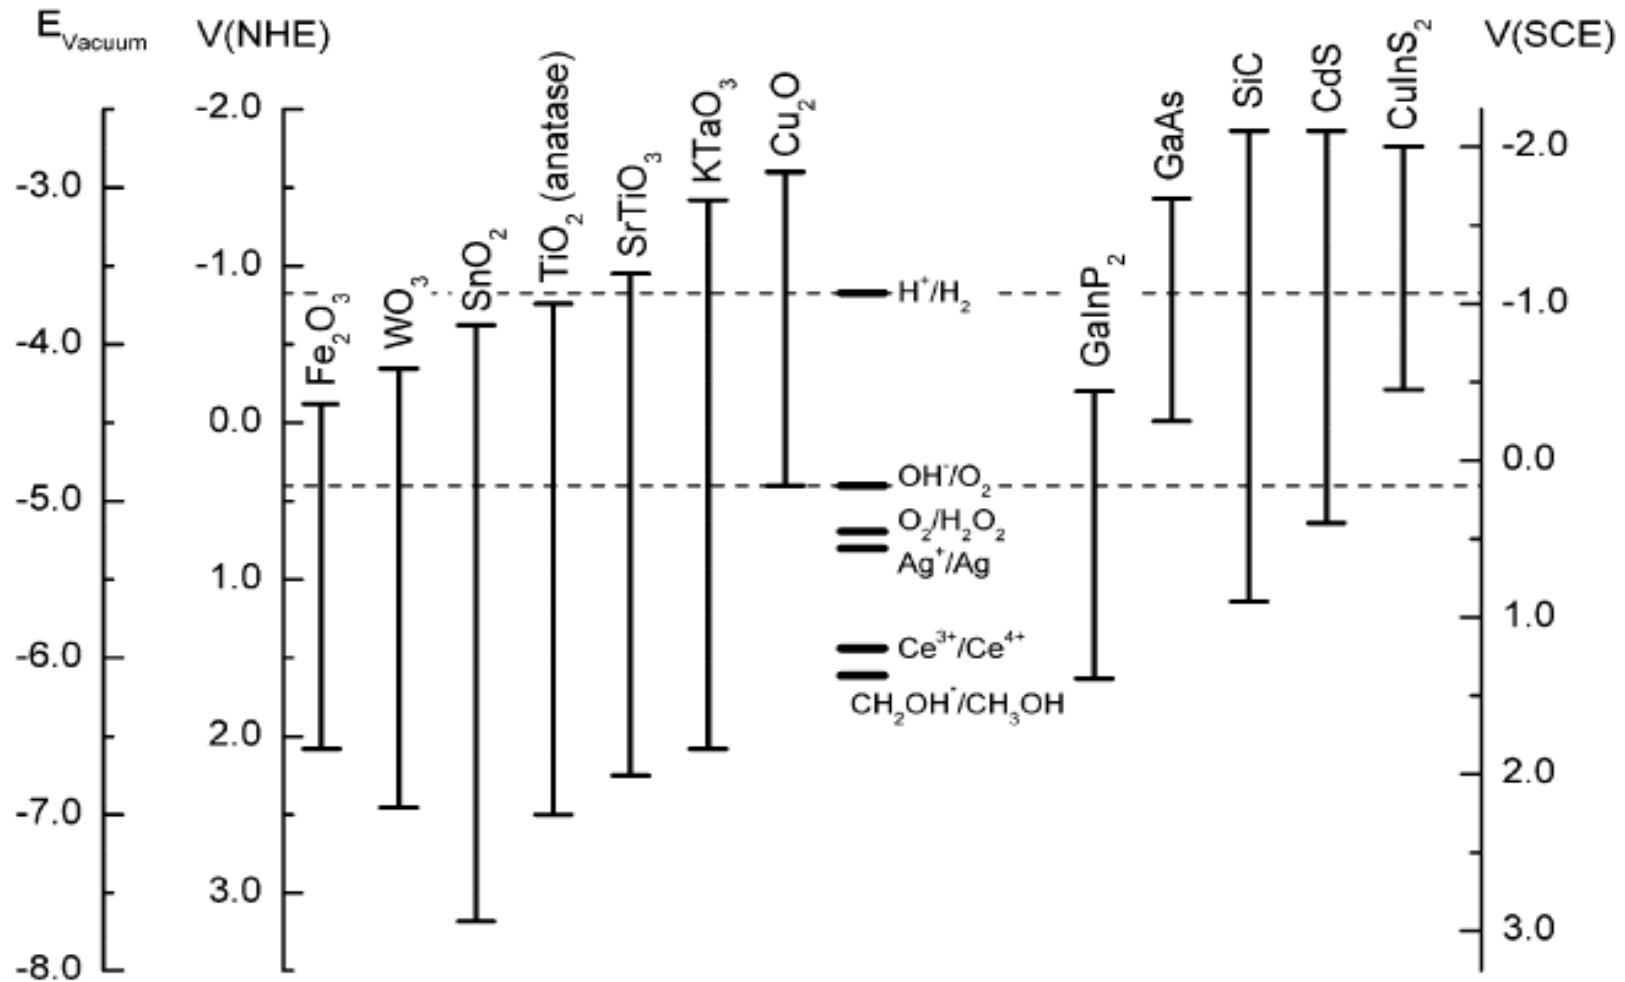 E Vacuum
V(NHE)
V(SCE)
-3.0
-4.0
-5.0
-6.0
-7.0
-8.0
-2.0
-1.0
0.0
1.0
2.0
3.0
Fe₂O₃
WO₃
SnO₂
TiO₂ (anatase)
SrTiO₃
KTaO₃
Cu₂O
H⁺/H₂
OH⁻/O₂
O₂/H₂O₂
Ag⁺/Ag
Ce³⁺/Ce⁴⁺
CH₂OH⁺/CH₃OH
GaInP₂
GaAs
SiC
CdS
CuInS₂
-2.0
-1.0
0.0
1.0
2.0
3.0